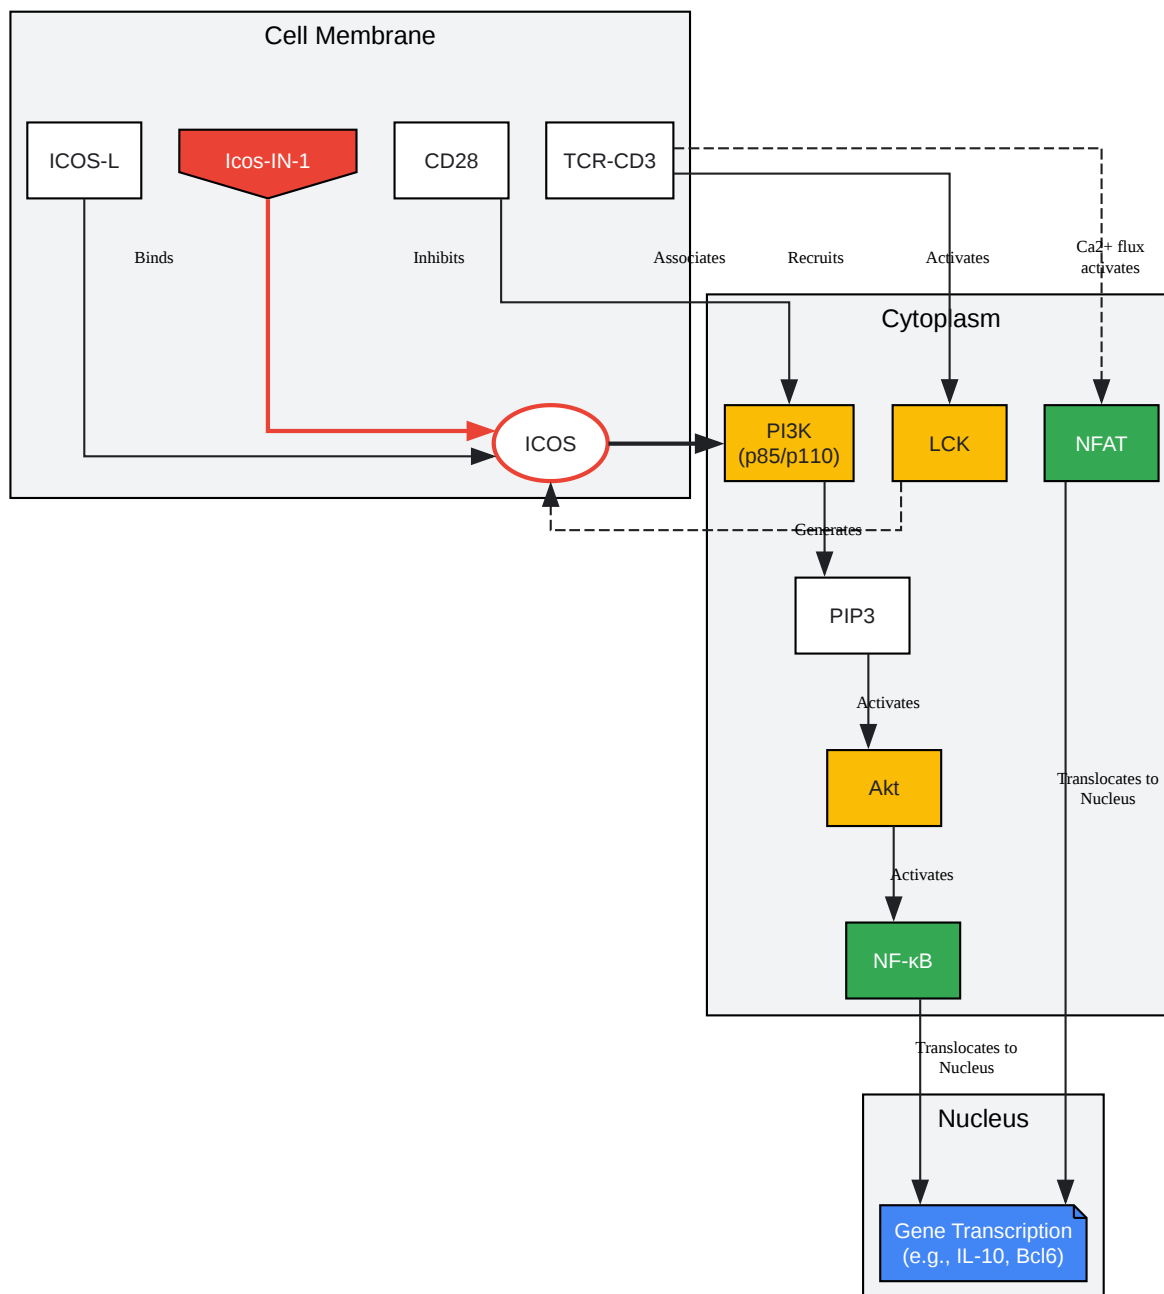 Cell Membrane
ICOS-L
Icos-IN-1
CD28
TCR-CD3
Binds
Inhibits
Associates
Recruits
Activates
Ca2+ flux
activates
Cytoplasm
ICOS
PI3K
(p85/p110)
LCK
NFAT
Generates
PIP3
Activates
Akt
Translocates to
Nucleus
Activates
NF-κB
Translocates to
Nucleus
Nucleus
Gene Transcription
(e.g., IL-10, Bcl6)